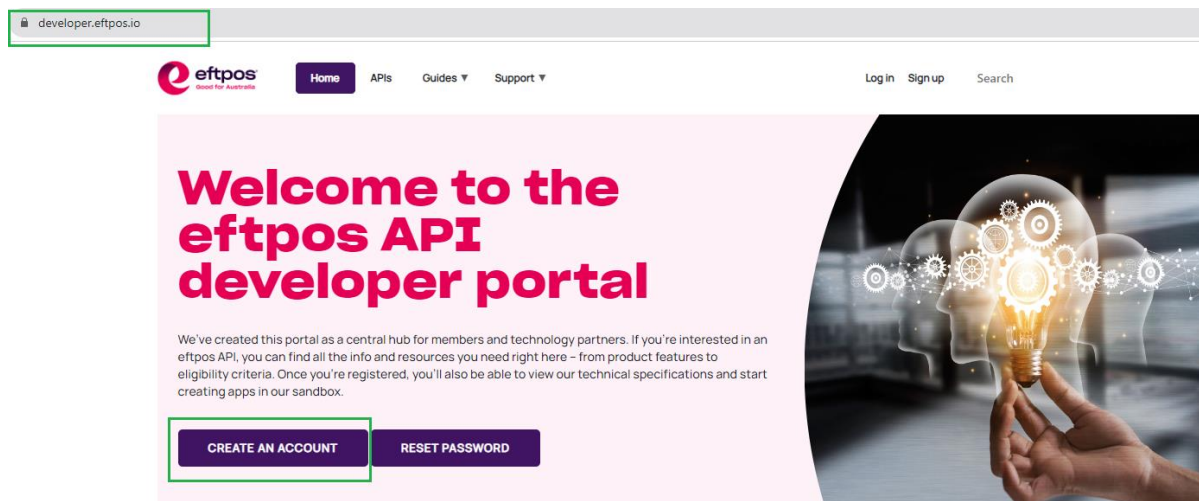 developer.eftpos.io
eftpos
Good for Australia
Home APIs Guides ▼ Support ▼ Log in Sign up Search
Welcome to the
eftpos API
developer portal
We've created this portal as a central hub for members and technology partners. If you're interested in an
eftpos API, you can find all the info and resources you need right here – from product features to
eligibility criteria. Once you're registered, you'll also be able to view our technical specifications and start
creating apps in our sandbox.
CREATE AN ACCOUNT RESET PASSWORD